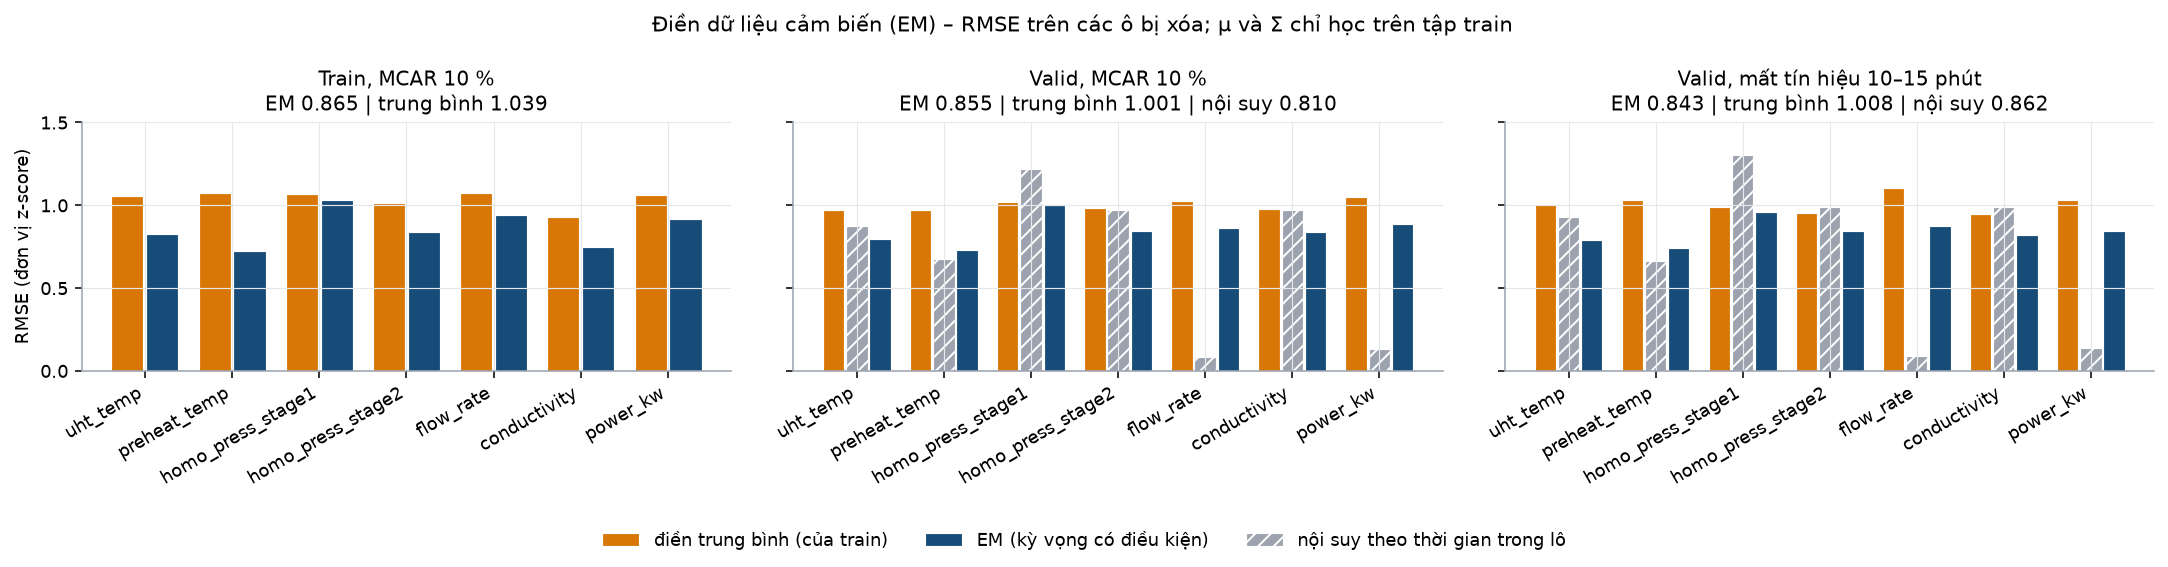 Điền dữ liệu cảm biến (EM) – RMSE trên các ô bị xóa; μ và Σ chỉ học trên tập train
Train, MCAR 10 %
EM 0.865 | trung bình 1.039
Valid, MCAR 10 %
EM 0.855 | trung bình 1.001 | nội suy 0.810
Valid, mất tín hiệu 10–15 phút
EM 0.843 | trung bình 1.008 | nội suy 0.862
RMSE (đơn vị z-score)
1.5
1.0
0.5
0.0
uht_temp
preheat_temp
homo_press_stage1
homo_press_stage2
flow_rate
conductivity
power_kw
uht_temp
preheat_temp
homo_press_stage1
homo_press_stage2
flow_rate
conductivity
power_kw
uht_temp
preheat_temp
homo_press_stage1
homo_press_stage2
flow_rate
conductivity
power_kw
điền trung bình (của train)
EM (kỳ vọng có điều kiện)
nội suy theo thời gian trong lô